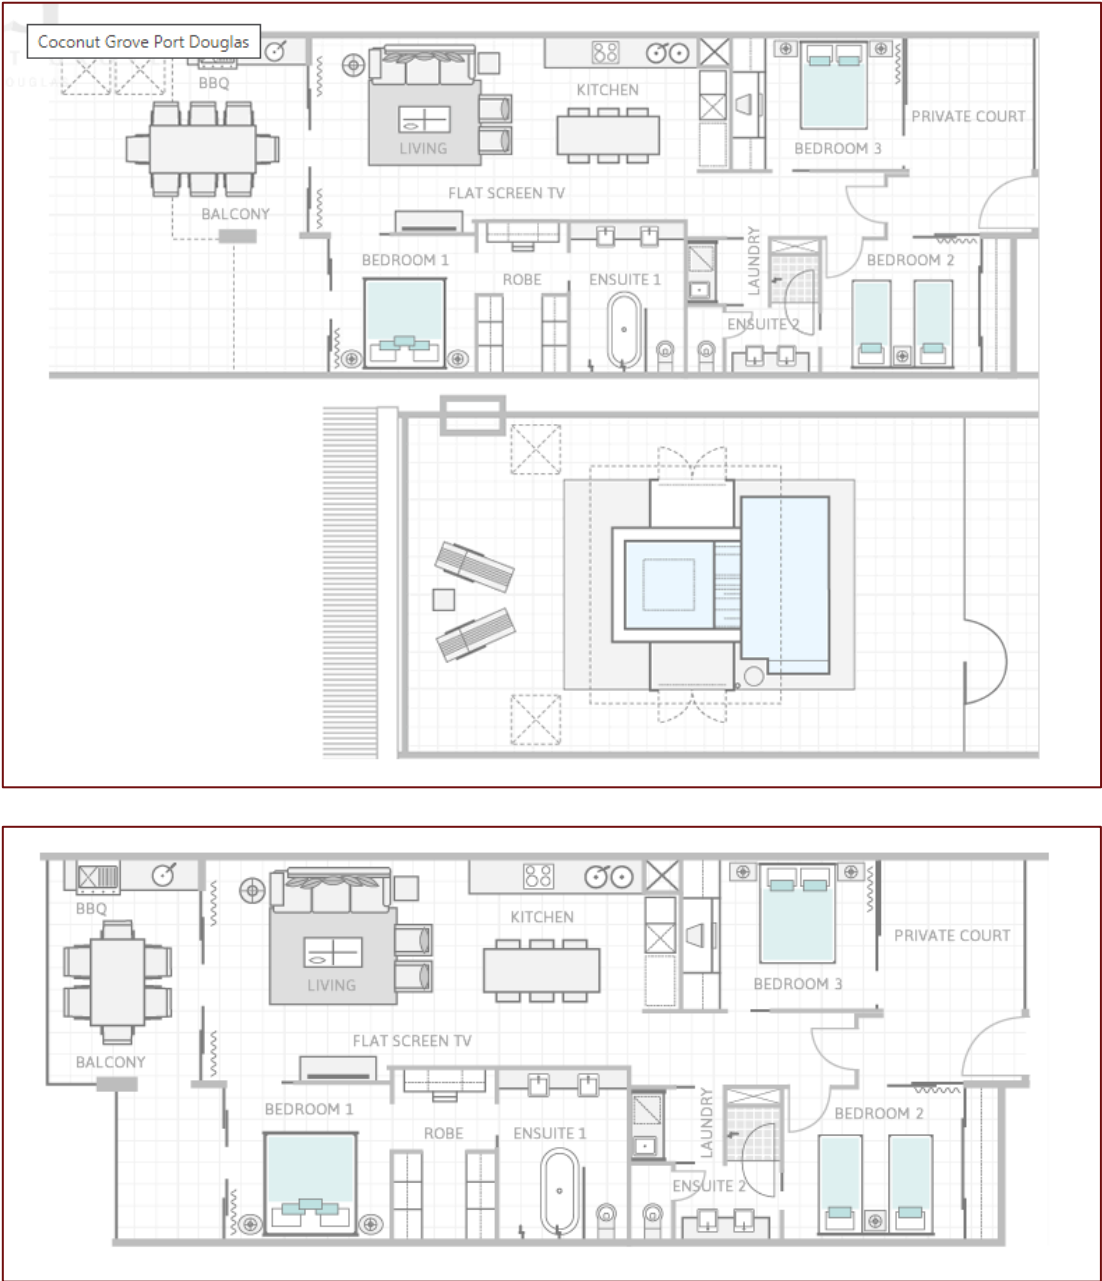 Coconut Grove Port Douglas
BBQ
KITCHEN
PRIVATE COURT
LIVING
BEDROOM 3
FLAT SCREEN TV
BALCONY
BEDROOM 1
ROBE
ENSUITE 1
LAUNDRY
BEDROOM 2
ENSUITE 2
BBQ
KITCHEN
PRIVATE COURT
LIVING
BEDROOM 3
FLAT SCREEN TV
BALCONY
BEDROOM 1
ROBE
ENSUITE 1
LAUNDRY
BEDROOM 2
ENSUITE 2